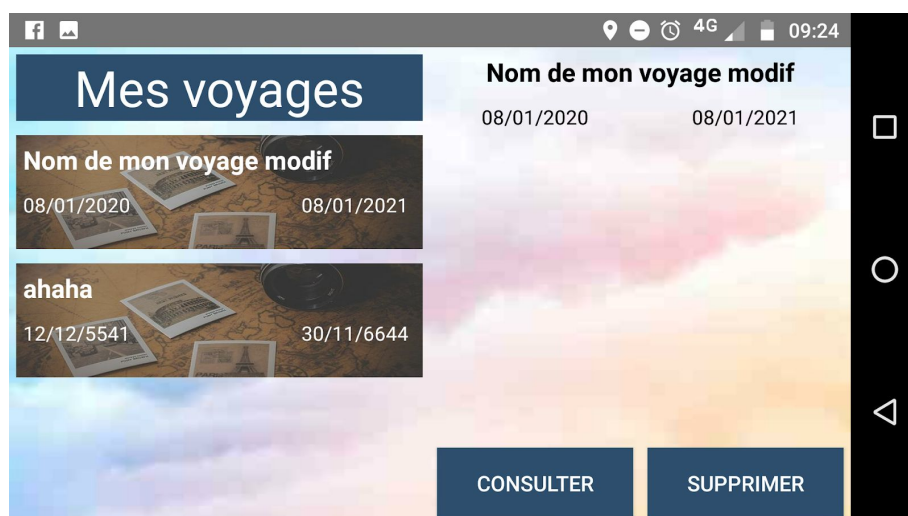 4G 09:24
Mes voyages
Nom de mon voyage modif
08/01/2020 08/01/2021
ahaha
12/12/5541 30/11/6644
Nom de mon voyage modif
08/01/2020 08/01/2021
CONSULTER SUPPRIMER